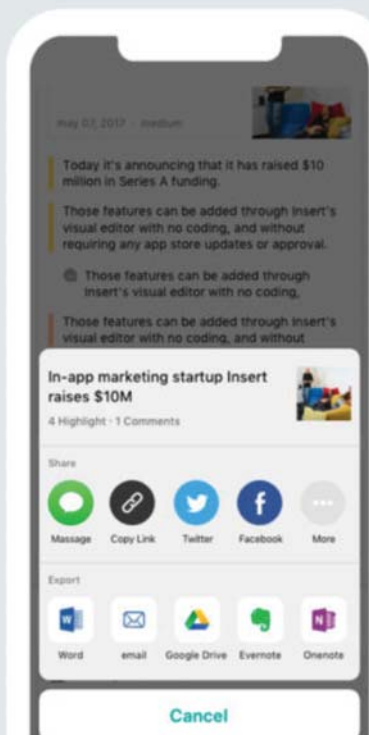 may 07, 2017 · medium
Today it's announcing that it has raised $10
million in Series A funding.
Those features can be added through Insert's
visual editor with no coding, and without
requiring any app store updates or approval.
Those features can be added through
Insert's visual editor with no coding,
Those features can be added through Insert's
visual editor with no coding, and without
In-app marketing startup Insert
raises $10M
4 Highlight · 1 Comments
Share
Massage
Copy Link
Twitter
Facebook
More
Export
Word
email
Google Drive
Evernote
Onenote
Cancel